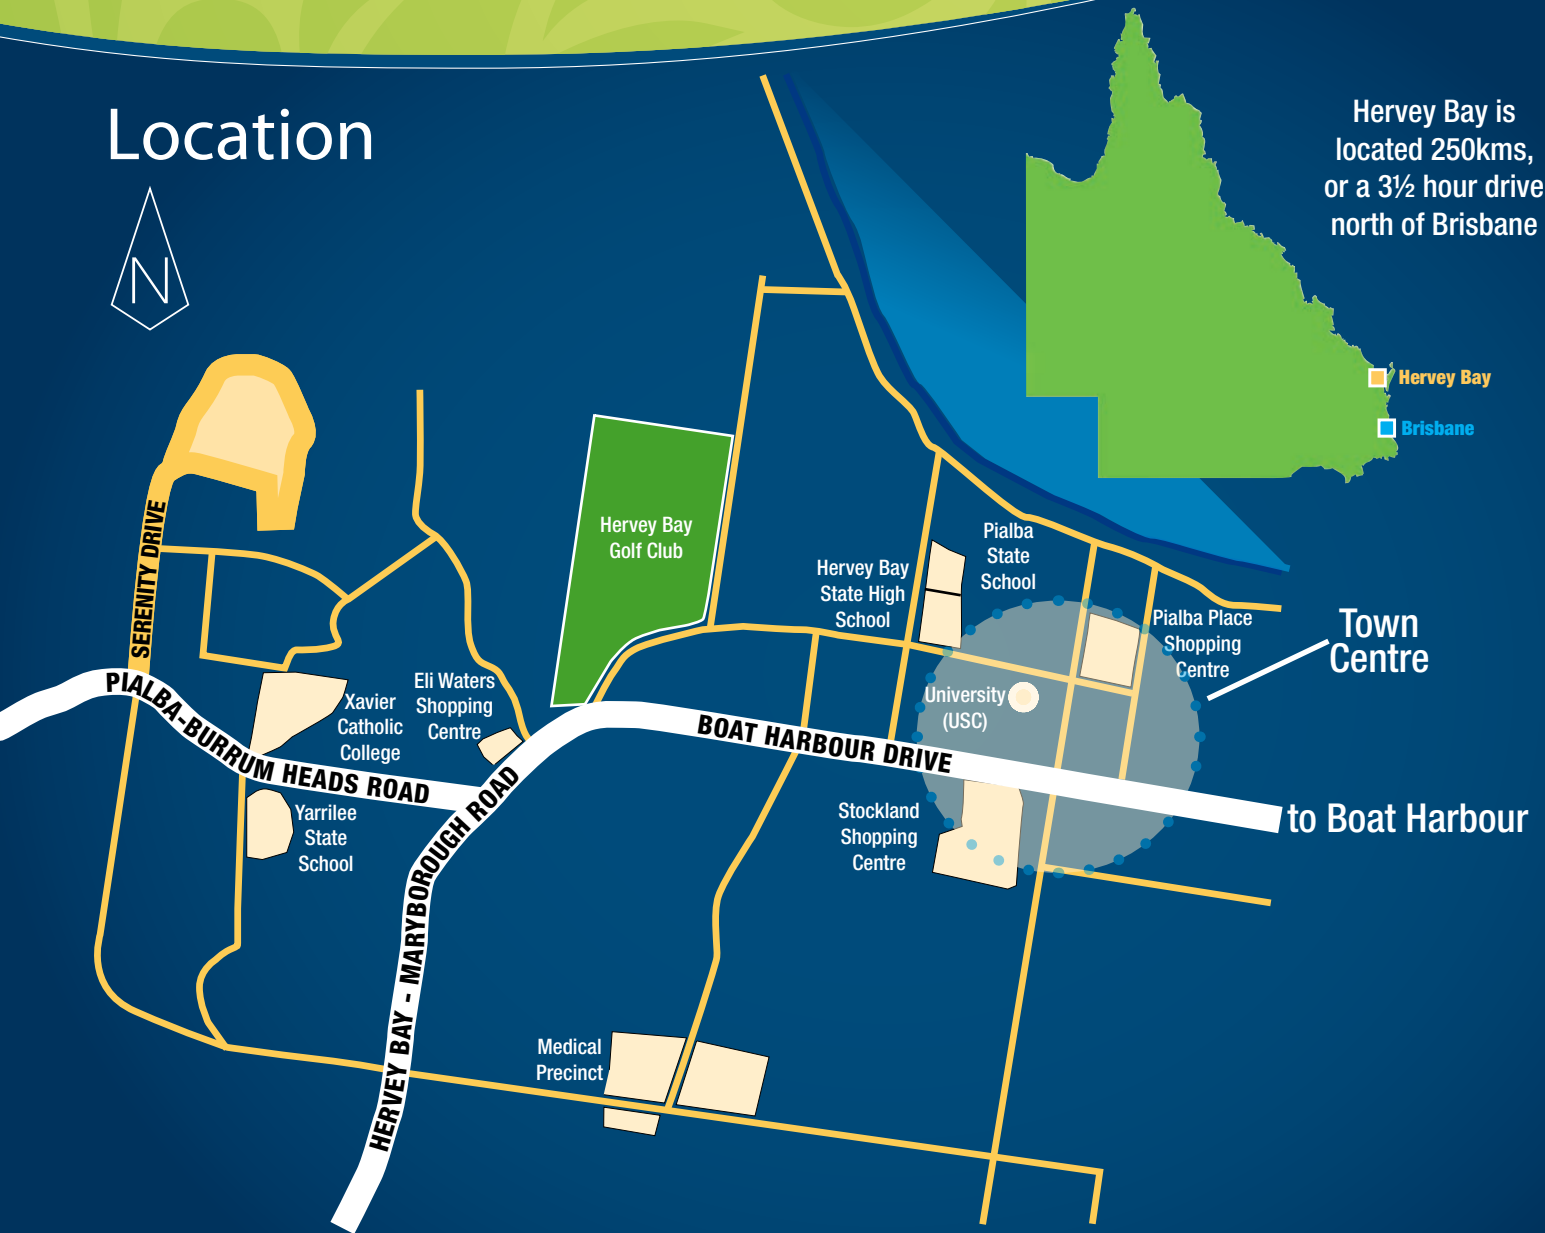 Location
N
Hervey Bay is
located 250kms,
or a 3½ hour drive
north of Brisbane
Hervey Bay
Brisbane
SERENITY DRIVE
Hervey Bay
Golf Club
Pialba
State
School
Hervey Bay
State High
School
Pialba Place
Shopping
Centre
Town
Centre
University
(USC)
Eli Waters
Shopping
Centre
Xavier
Catholic
College
PIALBA-BURRUM HEADS ROAD
BOAT HARBOUR DRIVE
to Boat Harbour
Yarrilee
State
School
Stockland
Shopping
Centre
HERVEY BAY - MARYBOROUGH ROAD
Medical
Precinct